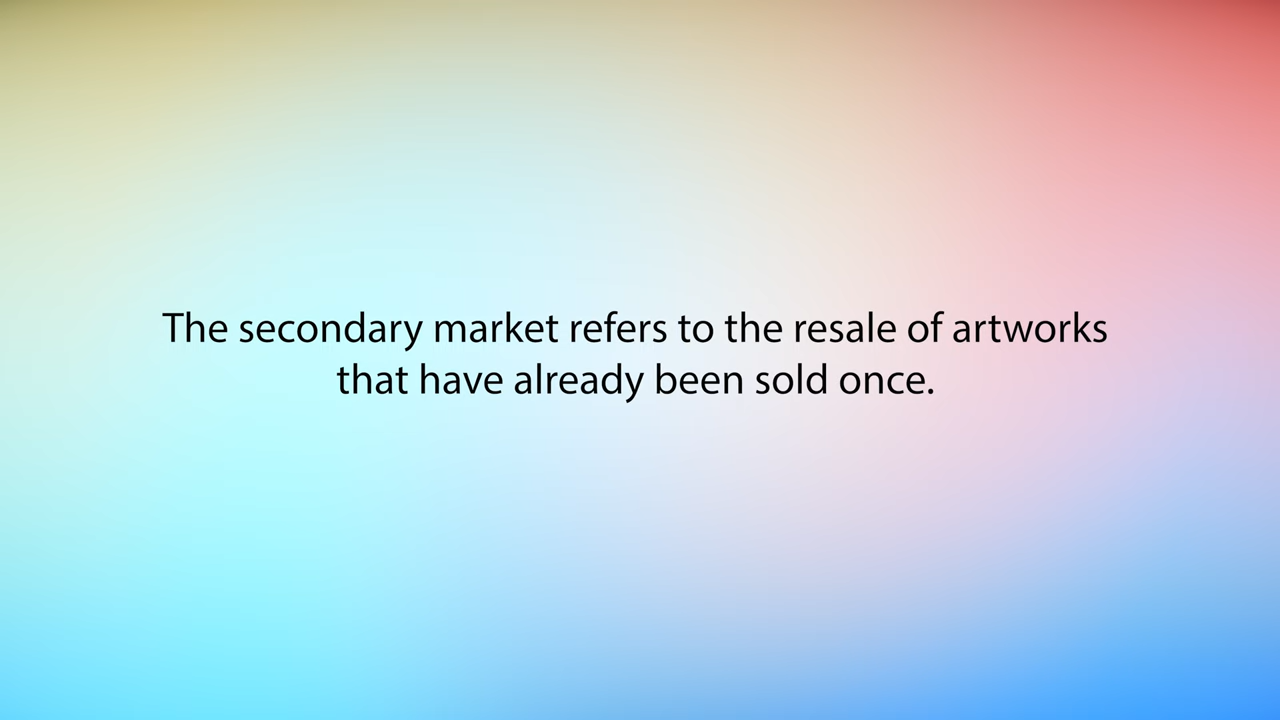 The secondary market refers to the resale of artworks
that have already been sold once.